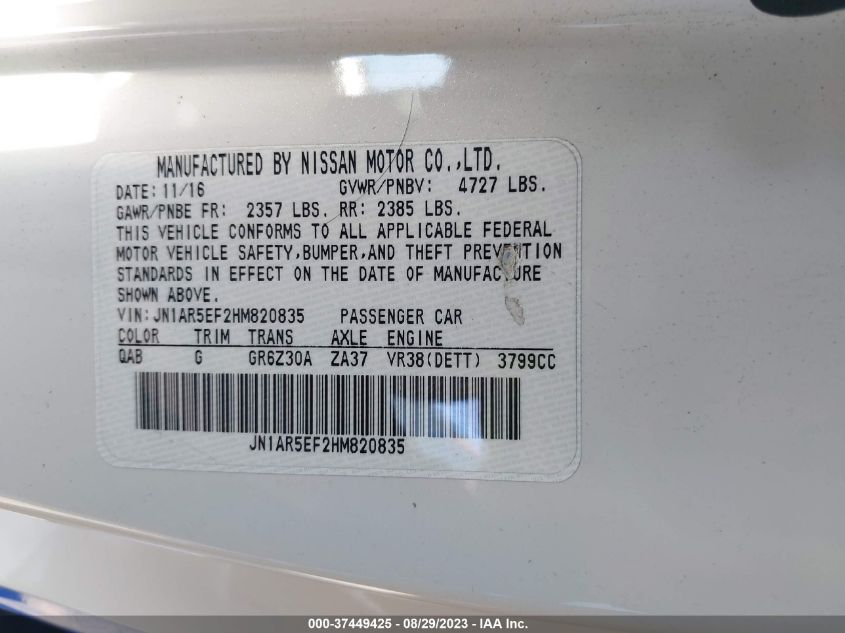 MANUFACTURED BY NISSAN MOTOR CO.,LTD.
DATE: 11/16 GVWR/PNBV: 4727 LBS.
GAWR/PNBE FR: 2357 LBS. RR: 2385 LBS.
THIS VEHICLE CONFORMS TO ALL APPLICABLE FEDERAL
MOTOR VEHICLE SAFETY,BUMPER,AND THEFT PREVENTION
STANDARDS IN EFFECT ON THE DATE OF MANUFACTURE
SHOWN ABOVE.
VIN: JN1AR5EF2HM820835 PASSENGER CAR
COLOR TRIM TRANS AXLE ENGINE
QAB G GR6Z30A ZA37 VR38(DETT) 3799CC
JN1AR5EF2HM820835
000-37449425 - 08/29/2023 - IAA Inc.